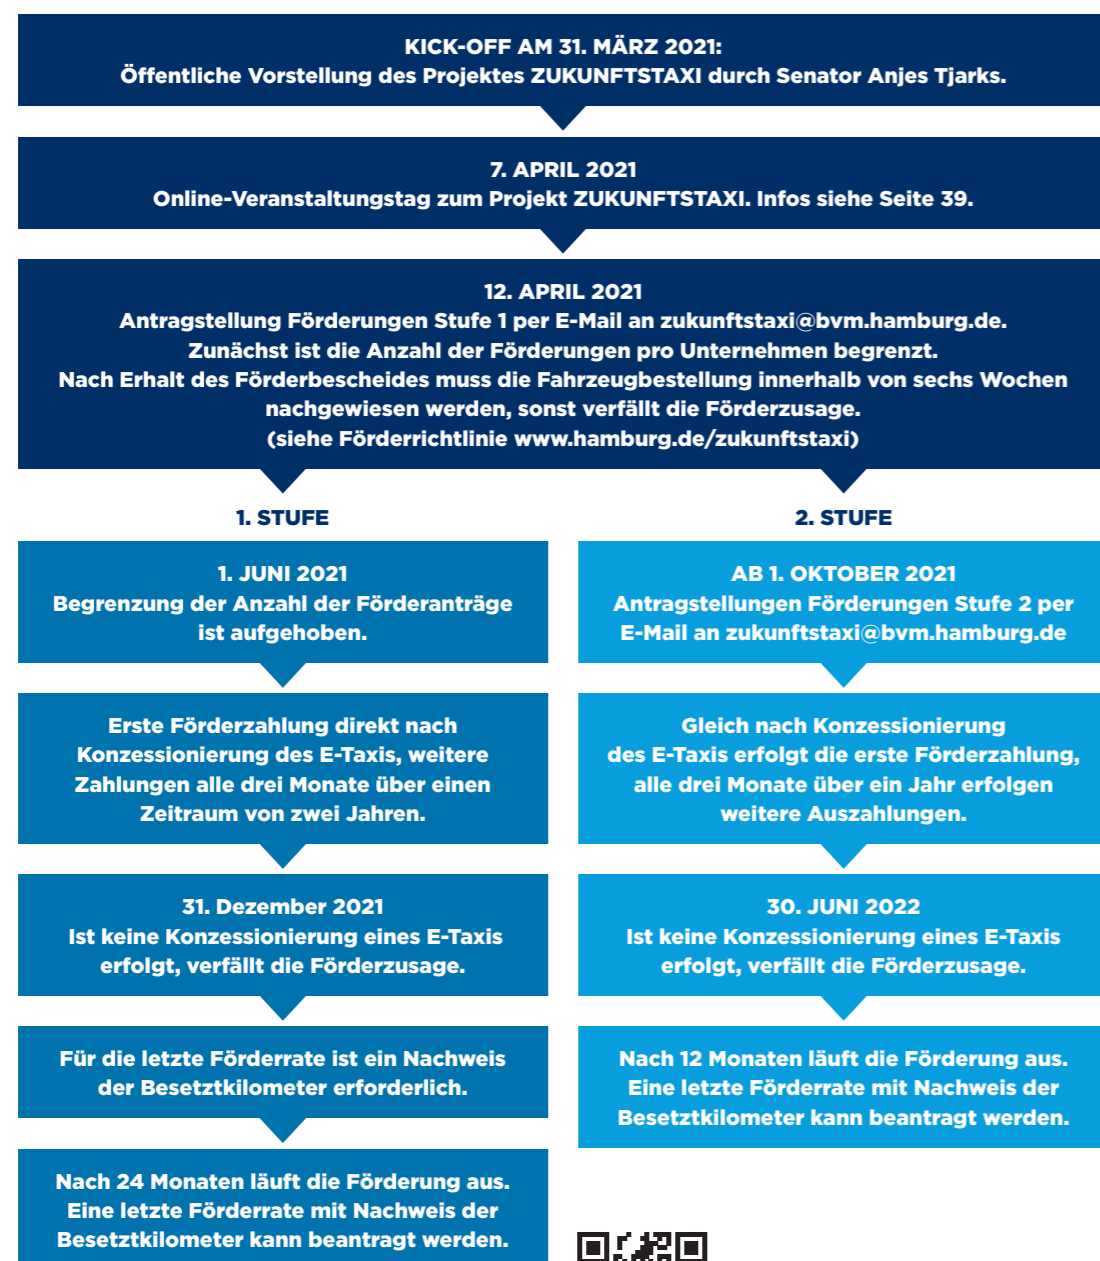 KICK-OFF AM 31. MÄRZ 2021:
Öffentliche Vorstellung des Projektes ZUKUNFTSTAXI durch Senator Anjes Tjarks.
7. APRIL 2021
Online-Veranstaltungstag zum Projekt ZUKUNFTSTAXI. Infos siehe Seite 39.
12. APRIL 2021
Antragstellung Förderungen Stufe 1 per E-Mail an zukunftstaxi@bvm.hamburg.de.
Zunächst ist die Anzahl der Förderungen pro Unternehmen begrenzt.
Nach Erhalt des Förderbescheides muss die Fahrzeugbestellung innerhalb von sechs Wochen
nachgewiesen werden, sonst verfällt die Förderzusage.
(siehe Förderrichtlinie www.hamburg.de/zukunftstaxi)
1. STUFE
1. JUNI 2021
Begrenzung der Anzahl der Förderanträge
ist aufgehoben.
Erste Förderzahlung direkt nach
Konzessionierung des E-Taxis, weitere
Zahlungen alle drei Monate über einen
Zeitraum von zwei Jahren.
31. Dezember 2021
Ist keine Konzessionierung eines E-Taxis
erfolgt, verfällt die Förderzusage.
Für die letzte Förderrate ist ein Nachweis
der Besetztkilometer erforderlich.
Nach 24 Monaten läuft die Förderung aus.
Eine letzte Förderrate mit Nachweis der
Besetztkilometer kann beantragt werden.
2. STUFE
AB 1. OKTOBER 2021
Antragstellungen Förderungen Stufe 2 per
E-Mail an zukunftstaxi@bvm.hamburg.de
Gleich nach Konzessionierung
des E-Taxis erfolgt die erste Förderzahlung,
alle drei Monate über ein Jahr erfolgen
weitere Auszahlungen.
30. JUNI 2022
Ist keine Konzessionierung eines E-Taxis
erfolgt, verfällt die Förderzusage.
Nach 12 Monaten läuft die Förderung aus.
Eine letzte Förderrate mit Nachweis der
Besetztkilometer kann beantragt werden.